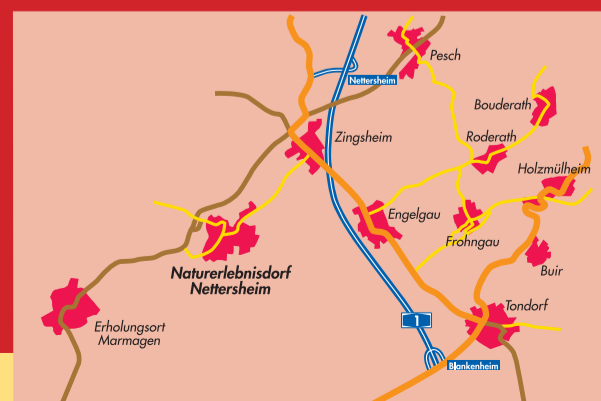 Pesch
Nettersheim
Bouderath
Zingsheim
Roderath
Holzmülheim
Engelgau
Frohngau
Naturerlebnisdorf
Nettersheim
Buir
Tondorf
1
Erholungsort
Marmagen
Blankenheim